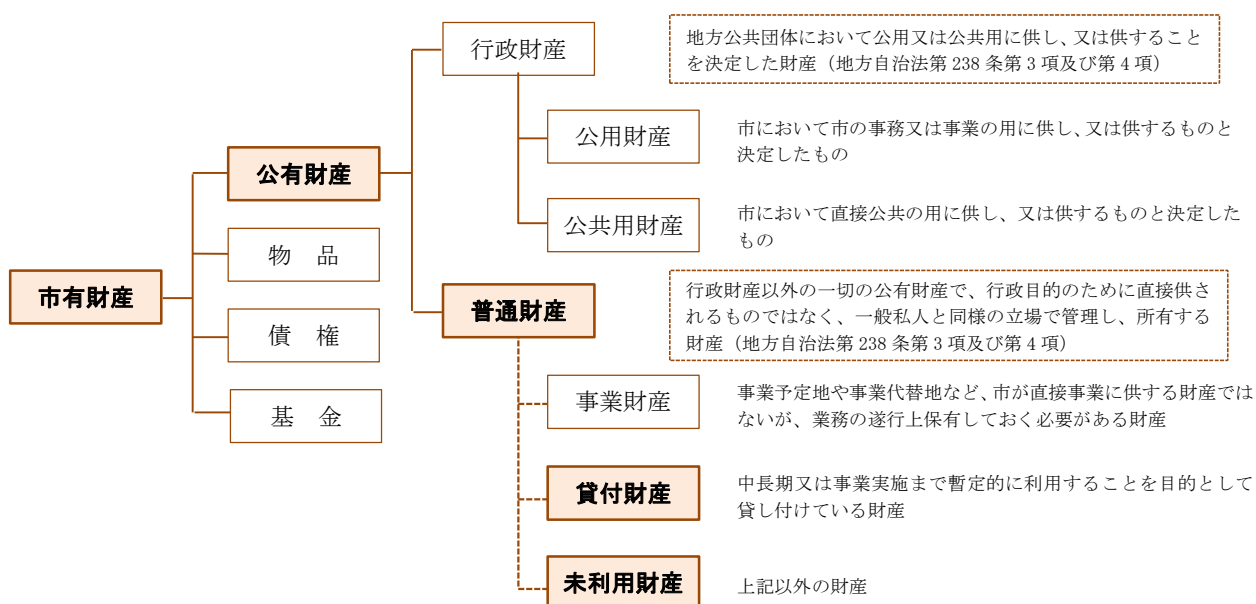 行政財産
地方公共団体において公用又は公共用に供し、又は供すること
を決定した財産（地方自治法第 238 条第 3 項及び第 4 項）
公用財産
市において市の事務又は事業の用に供し、又は供するものと
決定したもの
公有財産
公共用財産
市において直接公共の用に供し、又は供するものと決定した
もの
物　品
市有財産
普通財産
行政財産以外の一切の公有財産で、行政目的のために直接供さ
れるものではなく、一般私人と同様の立場で管理し、所有する
財産（地方自治法第 238 条第 3 項及び第 4 項）
債　権
基　金
事業財産
事業予定地や事業代替地など、市が直接事業に供する財産では
ないが、業務の遂行上保有しておく必要がある財産
貸付財産
中長期又は事業実施まで暫定的に利用することを目的として
貸し付けている財産
未利用財産
上記以外の財産